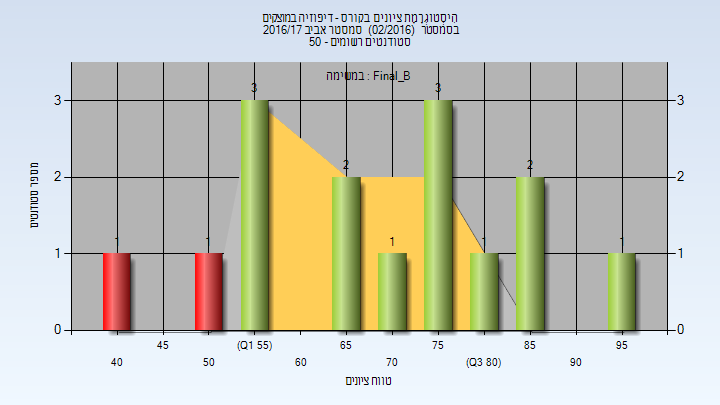 היסטוגרמת ציונים בקורס - דיפוזיה במוצקים
בסמסטר (02/2016) סמסטר אביב 2016/17
סטודנטים רשומים - 50
במשימה : Final_B
3 3
3 3
2 2
2 2
1 1 1 1 1
1 1
0 0
מספר סטודנטים
45 (Q1 55) 65 75 85 95
40 50 60 70 (Q3 80) 90
טווח ציונים